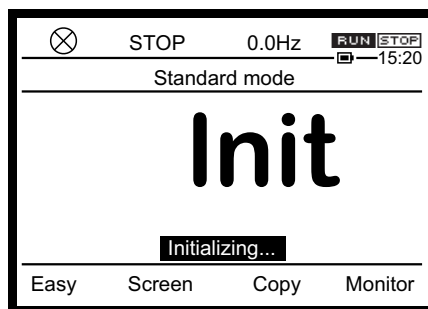 STOP 0.0Hz RUN STOP
15:20
Standard mode
Init
Initializing...
Easy Screen Copy Monitor